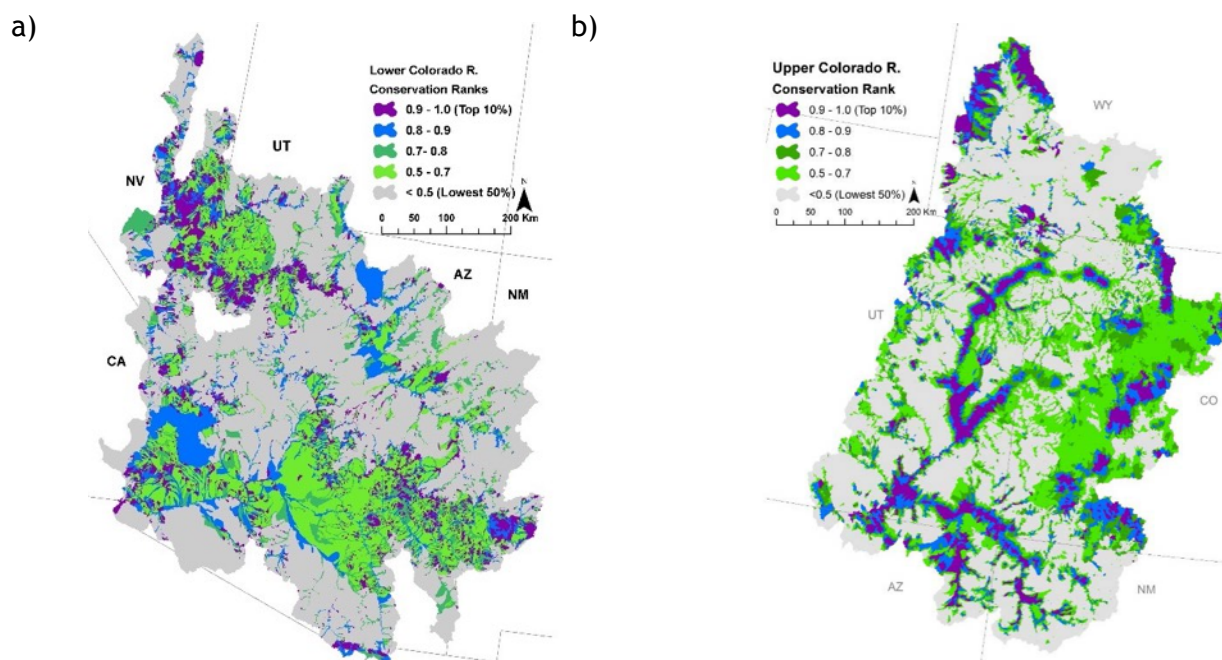 a)
Lower Colorado R.
Conservation Ranks
0.9 - 1.0 (Top 10%)
0.8 - 0.9
0.7- 0.8
0.5 - 0.7
< 0.5 (Lowest 50%)
N
0 50 100 200 Km
UT
NV
AZ
NM
CA
b)
Upper Colorado R.
Conservation Rank
0.9 - 1.0 (Top 10%)
0.8 - 0.9
0.7 - 0.8
0.5 - 0.7
<0.5 (Lowest 50%)
N
0 50 100 200 Km
WY
UT
CO
AZ
NM